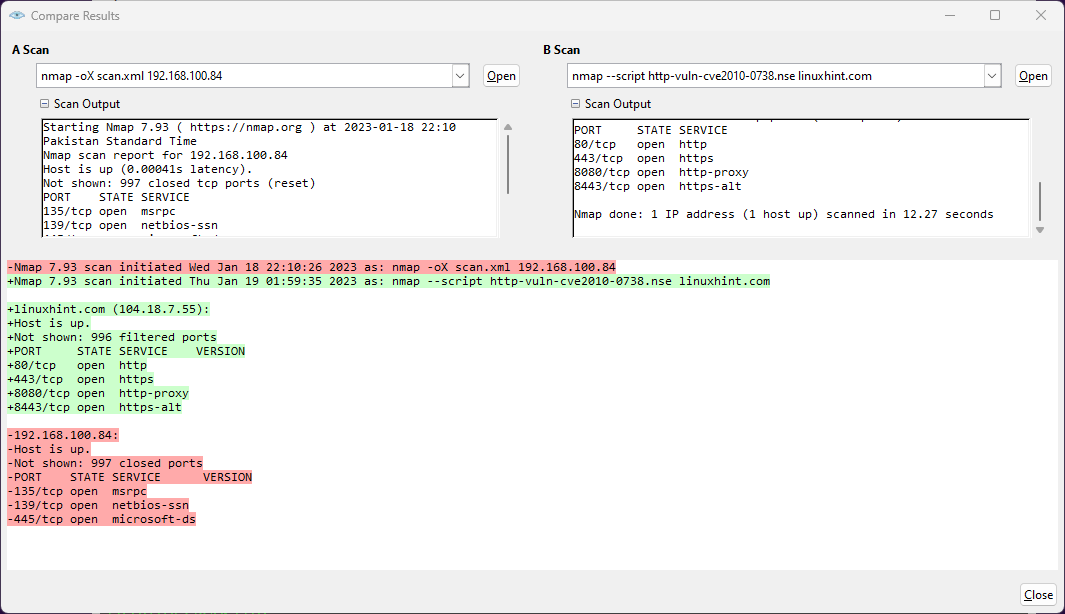 Compare Results
A Scan
B Scan
nmap -oX scan.xml 192.168.100.84
Open
nmap --script http-vuln-cve2010-0738.nse linuxhint.com
Open
Scan Output
Scan Output
Starting Nmap 7.93 ( https://nmap.org ) at 2023-01-18 22:10
Pakistan Standard Time
Nmap scan report for 192.168.100.84
Host is up (0.00041s latency).
Not shown: 997 closed tcp ports (reset)
PORT    STATE SERVICE
135/tcp open  msrpc
139/tcp open  netbios-ssn
PORT     STATE SERVICE
80/tcp   open  http
443/tcp  open  https
8080/tcp open  http-proxy
8443/tcp open  https-alt
Nmap done: 1 IP address (1 host up) scanned in 12.27 seconds
-Nmap 7.93 scan initiated Wed Jan 18 22:10:26 2023 as: nmap -oX scan.xml 192.168.100.84
+Nmap 7.93 scan initiated Thu Jan 19 01:59:35 2023 as: nmap --script http-vuln-cve2010-0738.nse linuxhint.com
+linuxhint.com (104.18.7.55):
+Host is up.
+Not shown: 996 filtered ports
+PORT     STATE SERVICE    VERSION
+80/tcp   open  http
+443/tcp  open  https
+8080/tcp open  http-proxy
+8443/tcp open  https-alt
-192.168.100.84:
-Host is up.
-Not shown: 997 closed ports
-PORT    STATE SERVICE      VERSION
-135/tcp open  msrpc
-139/tcp open  netbios-ssn
-445/tcp open  microsoft-ds
Close